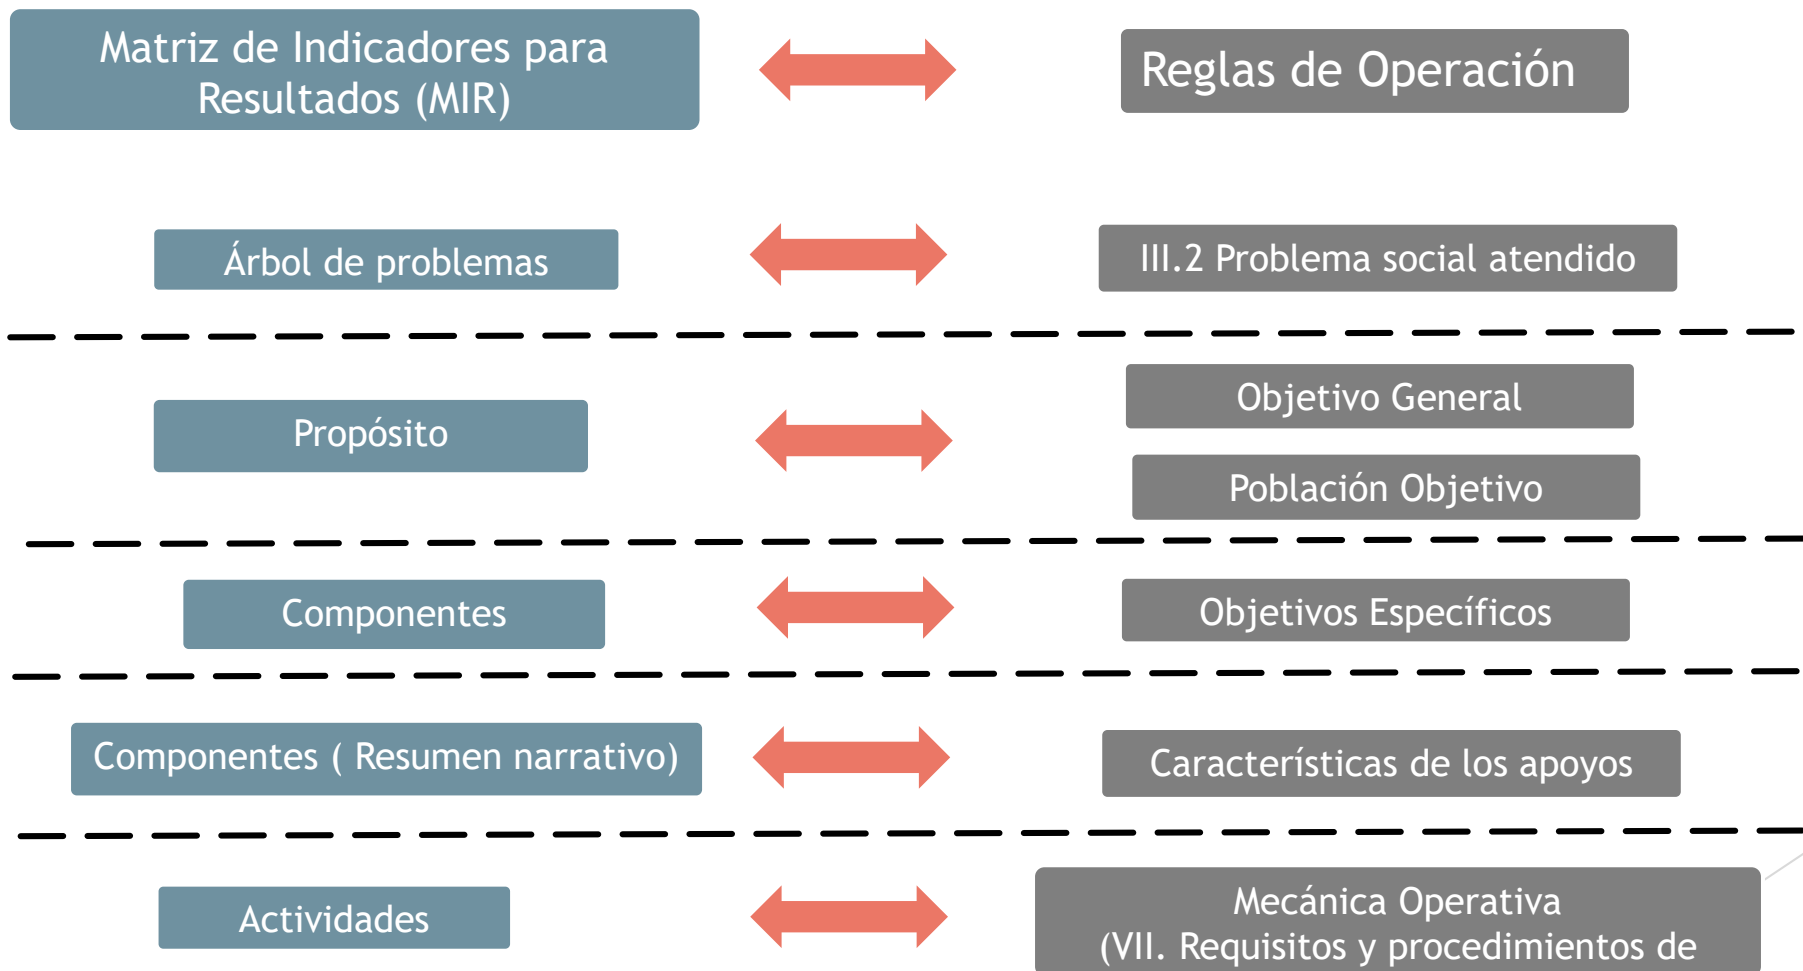 Matriz de Indicadores para
Resultados (MIR)
Reglas de Operación
Árbol de problemas
III.2 Problema social atendido
Propósito
Objetivo General
Población Objetivo
Componentes
Objetivos Específicos
Componentes ( Resumen narrativo)
Características de los apoyos
Actividades
Mecánica Operativa
(VII. Requisitos y procedimientos de